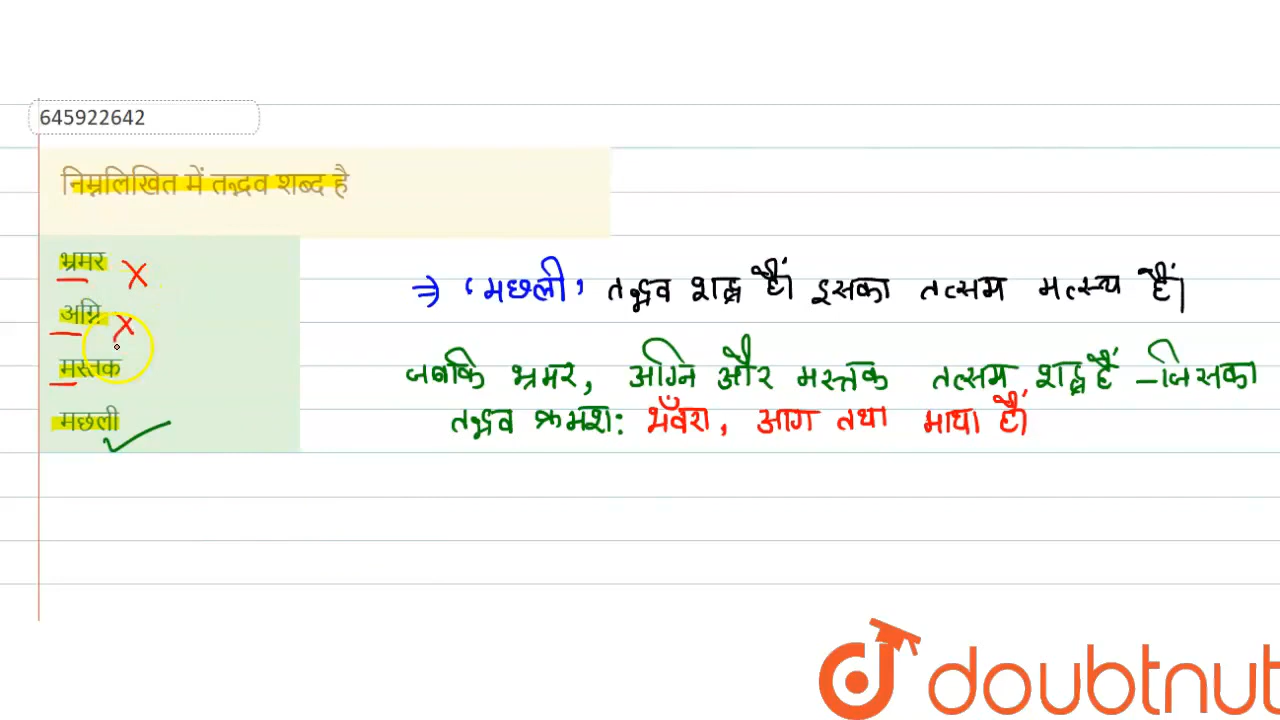 645922642
निम्नलिखित में तद्भव शब्द है
भ्रमर
अग्नि
मस्तक
मछली
⇒ 'मछली' तद्भव शब्द हैं। इसका तत्सम मत्स्य हैं।
जबकि भ्रमर, अग्नि और मस्तक तत्सम शब्द हैं - जिसका
तद्भव क्रमशः: भँवरा, आग तथा माथा हैं।
doubtnut